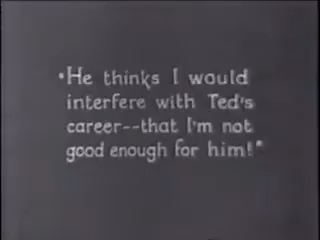 "He thinks I would
interfere with Ted's
career--that I'm not
good enough for him!"